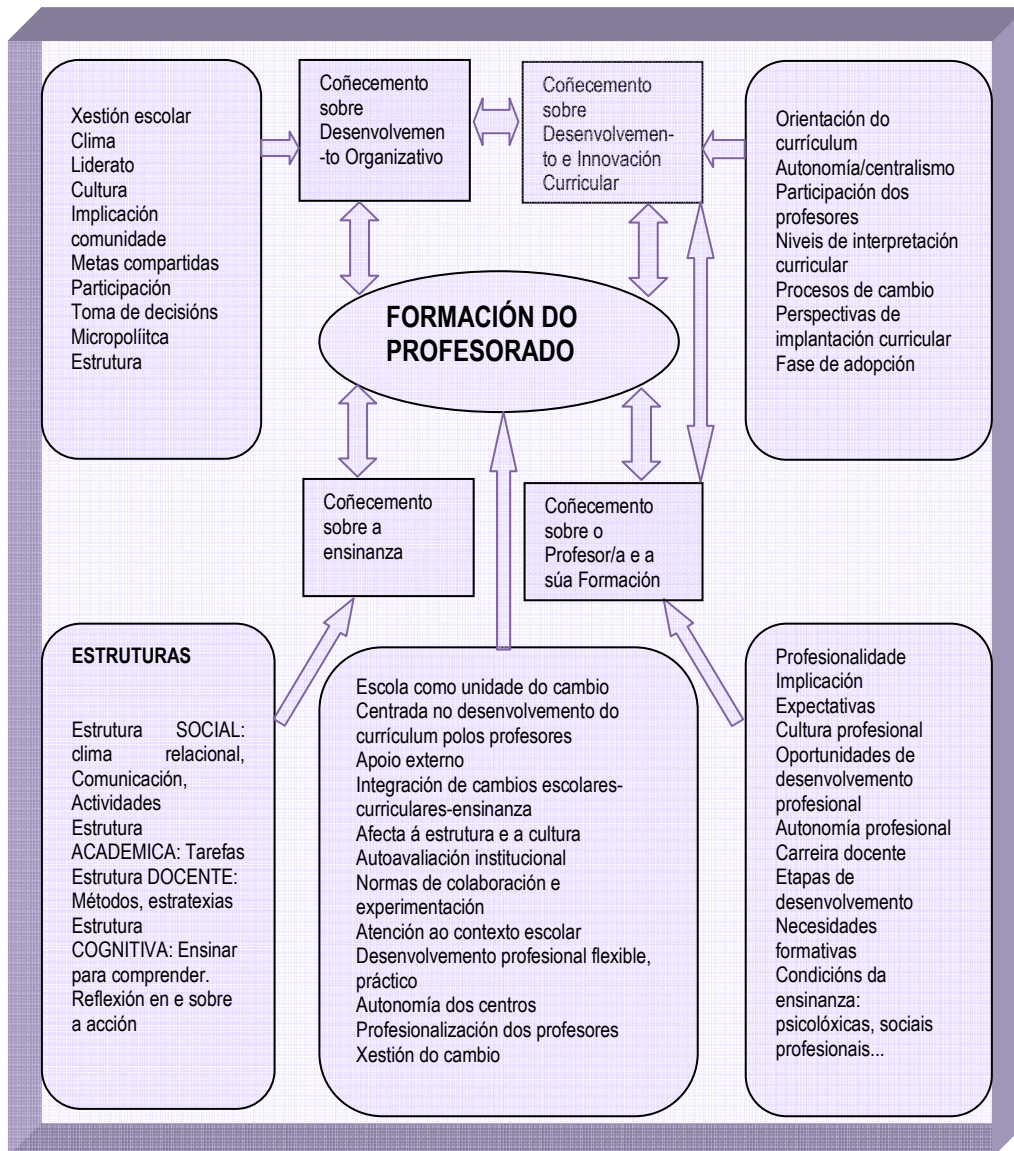 Xestión escolar
Clima
Liderato
Cultura
Implicación
comunidade
Metas compartidas
Participación
Toma de decisións
Micropolíitca
Estrutura
Coñecemento
sobre
Desenvolvemen
-to Organizativo
Coñecemento
sobre
Desenvolvemen-
to e Innovación
Curricular
Orientación do
currículum
Autonomía/centralismo
Participación dos
profesores
Niveis de interpretación
curricular
Procesos de cambio
Perspectivas de
implantación curricular
Fase de adopción
FORMACIÓN DO
PROFESORADO
Coñecemento
sobre a
ensinanza
Coñecemento
sobre o
Profesor/a e a
súa Formación
ESTRUTURAS
Estrutura SOCIAL:
clima relacional,
Comunicación,
Actividades
Estrutura
ACADEMICA: Tarefas
Estrutura DOCENTE:
Métodos, estratexias
Estrutura
COGNITIVA: Ensinar
para comprender.
Reflexión en e sobre
a acción
Escola como unidade do cambio
Centrada no desenvolvemento do
currículum polos profesores
Apoio externo
Integración de cambios escolares-
curriculares-ensinanza
Afecta á estrutura e a cultura
Autoavaliación institucional
Normas de colaboración e
experimentación
Atención ao contexto escolar
Desenvolvemento profesional flexible,
práctico
Autonomía dos centros
Profesionalización dos profesores
Xestión do cambio
Profesionalidade
Implicación
Expectativas
Cultura profesional
Oportunidades de
desenvolvemento
profesional
Autonomía profesional
Carreira docente
Etapas de
desenvolvemento
Necesidades
formativas
Condicións da
ensinanza:
psicolóxicas, sociais
profesionais...